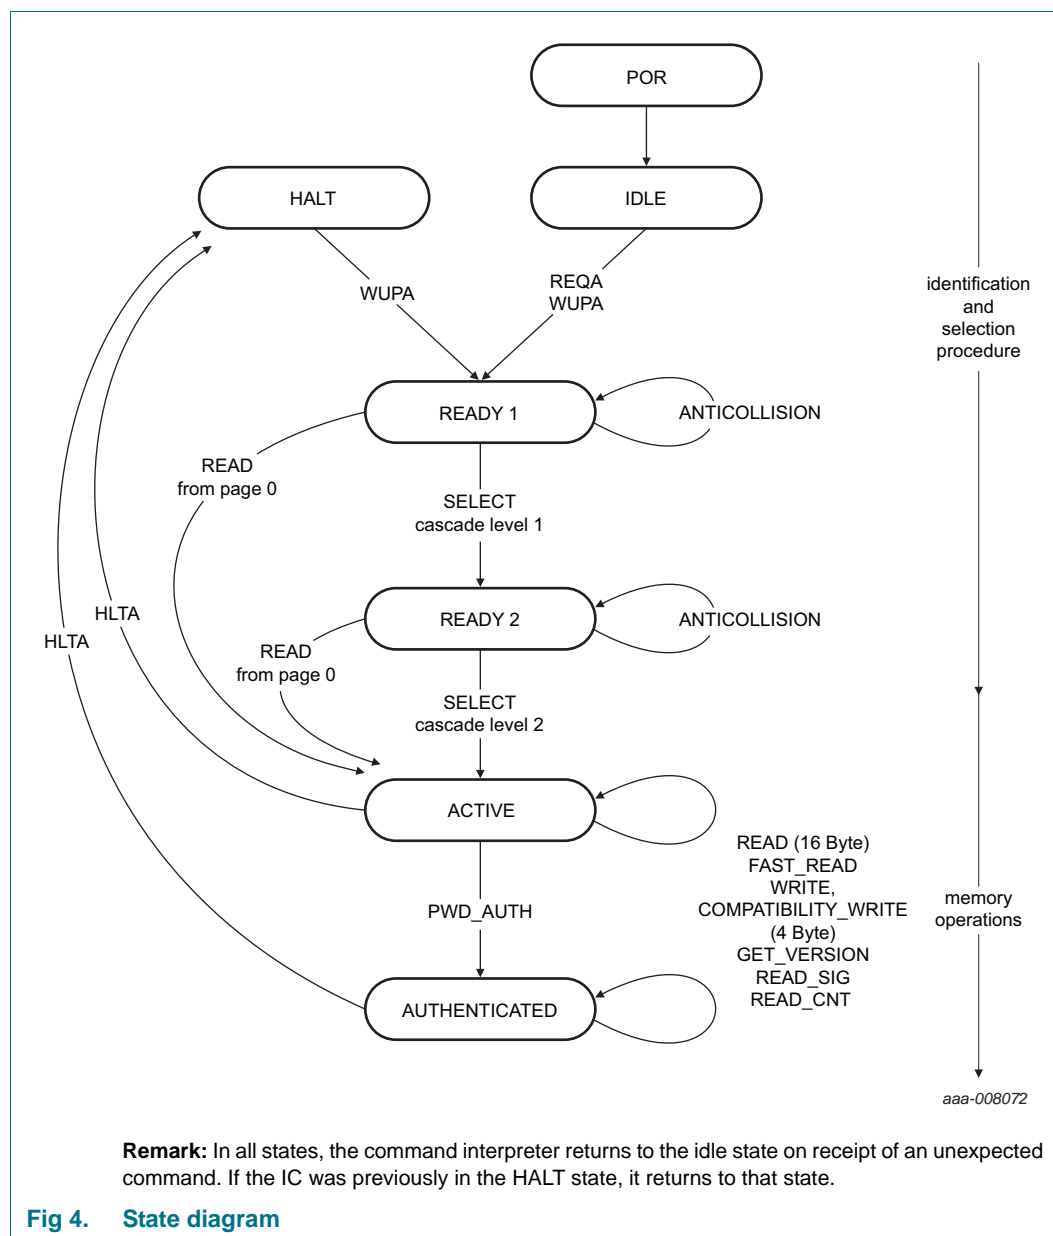 POR
HALT
IDLE
WUPA
REQA
WUPA
identification
and
selection
procedure
READY 1
ANTICOLLISION
READ
from page 0
SELECT
cascade level 1
HLTA
HLTA
READY 2
ANTICOLLISION
READ
from page 0
SELECT
cascade level 2
ACTIVE
READ (16 Byte)
FAST_READ
WRITE,
COMPATIBILITY_WRITE
(4 Byte)
GET_VERSION
READ_SIG
READ_CNT
memory
operations
PWD_AUTH
AUTHENTICATED
aaa-008072
Remark: In all states, the command interpreter returns to the idle state on receipt of an unexpected
command. If the IC was previously in the HALT state, it returns to that state.
Fig 4. State diagram